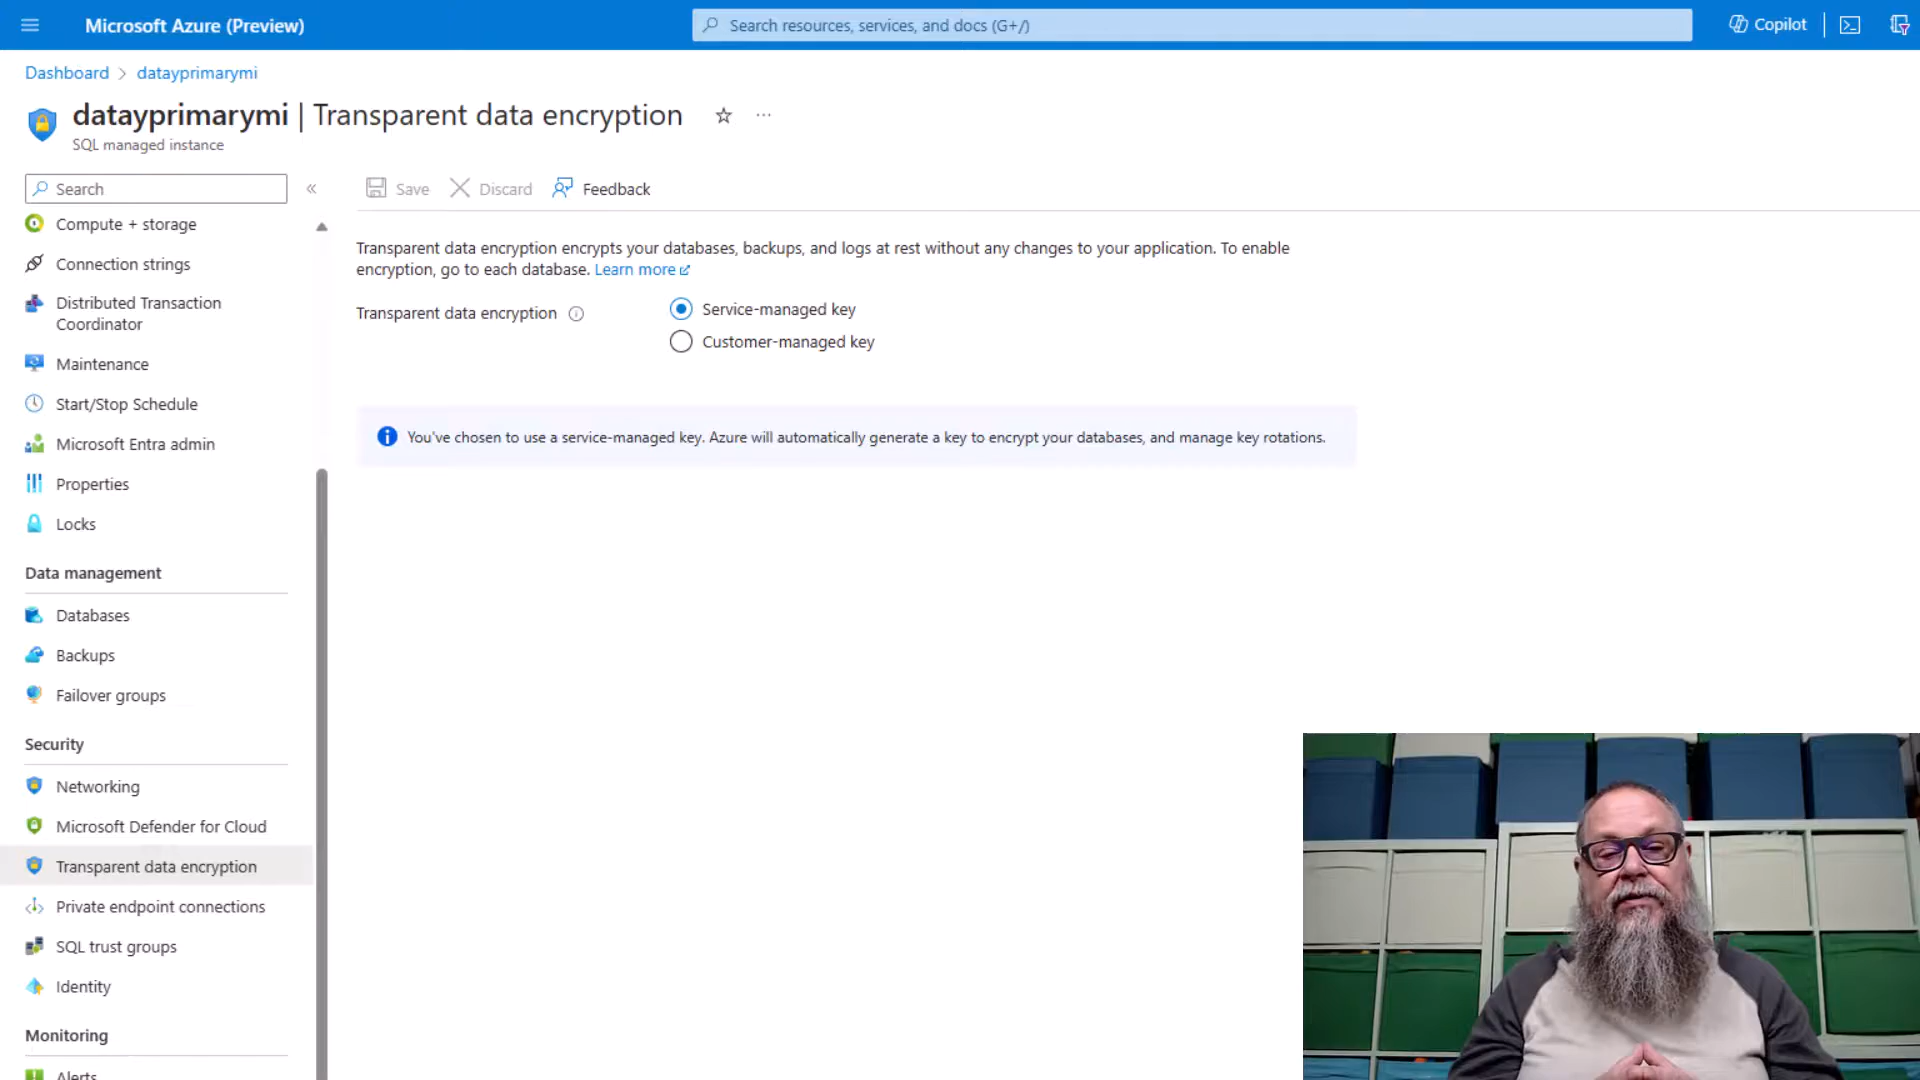 Microsoft Azure (Preview)
Search resources, services, and docs (G+/)
Copilot
Dashboard > datayprimarymi
datayprimarymi | Transparent data encryption
SQL managed instance
Search
Save
Discard
Feedback
Compute + storage
Connection strings
Distributed Transaction
Coordinator
Maintenance
Start/Stop Schedule
Microsoft Entra admin
Properties
Locks
Data management
Databases
Backups
Failover groups
Security
Networking
Microsoft Defender for Cloud
Transparent data encryption
Private endpoint connections
SQL trust groups
Identity
Monitoring
Alerts
Transparent data encryption encrypts your databases, backups, and logs at rest without any changes to your application. To enable
encryption, go to each database. Learn more
Transparent data encryption
Service-managed key
Customer-managed key
You've chosen to use a service-managed key. Azure will automatically generate a key to encrypt your databases, and manage key rotations.